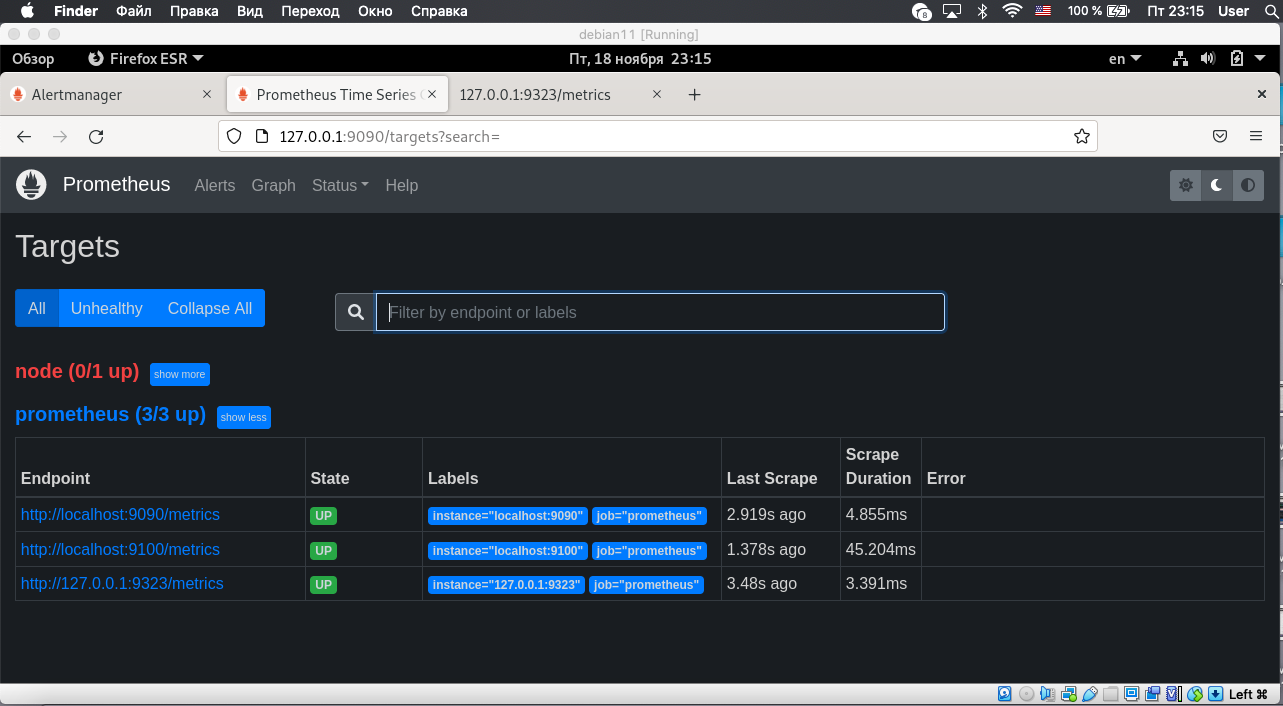 Finder Файл Правка Вид Переход Окно Справка 8 100 % Пт 23:15 User
debian11 [Running]
Обзор Firefox ESR Пт, 18 ноября 23:15 en
Alertmanager Prometheus Time Series 127.0.0.1:9323/metrics
127.0.0.1:9090/targets?search=
Prometheus Alerts Graph Status Help
Targets
All Unhealthy Collapse All Filter by endpoint or labels
node (0/1 up) show more
prometheus (3/3 up) show less
Endpoint State Labels Last Scrape Scrape Duration Error
http://localhost:9090/metrics UP instance="localhost:9090" job="prometheus" 2.919s ago 4.855ms
http://localhost:9100/metrics UP instance="localhost:9100" job="prometheus" 1.378s ago 45.204ms
http://127.0.0.1:9323/metrics UP instance="127.0.0.1:9323" job="prometheus" 3.48s ago 3.391ms
Left ⌘